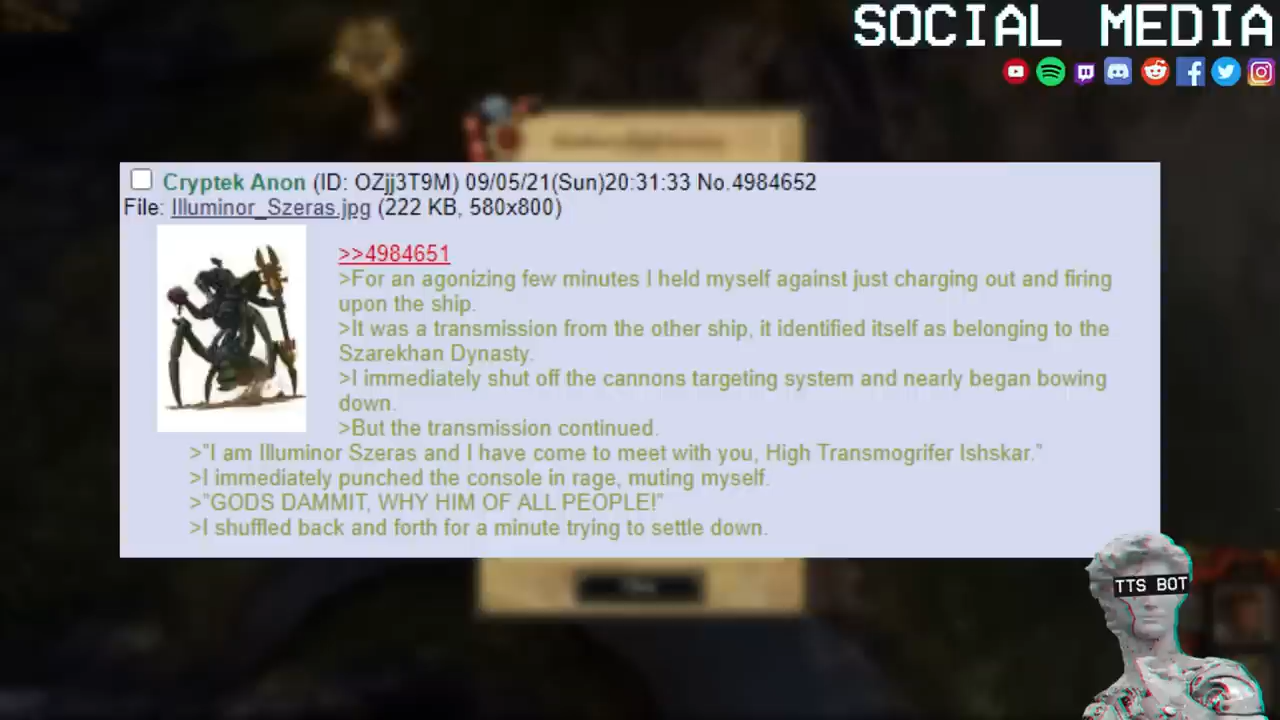 SOCIAL MEDIA
Cryptek Anon (ID: OZjj3T9M) 09/05/21(Sun)20:31:33 No.4984652
File: Illuminor_Szeras.jpg (222 KB, 580x800)
>>4984651
>For an agonizing few minutes I held myself against just charging out and firing
upon the ship.
>It was a transmission from the other ship, it identified itself as belonging to the
Szarekhan Dynasty.
>I immediately shut off the cannons targeting system and nearly began bowing
down.
>But the transmission continued.
>"I am Illuminor Szeras and I have come to meet with you, High Transmogrifer Ishskar."
>I immediately punched the console in rage, muting myself.
>"GODS DAMMIT, WHY HIM OF ALL PEOPLE!"
>I shuffled back and forth for a minute trying to settle down.
TTS BOT